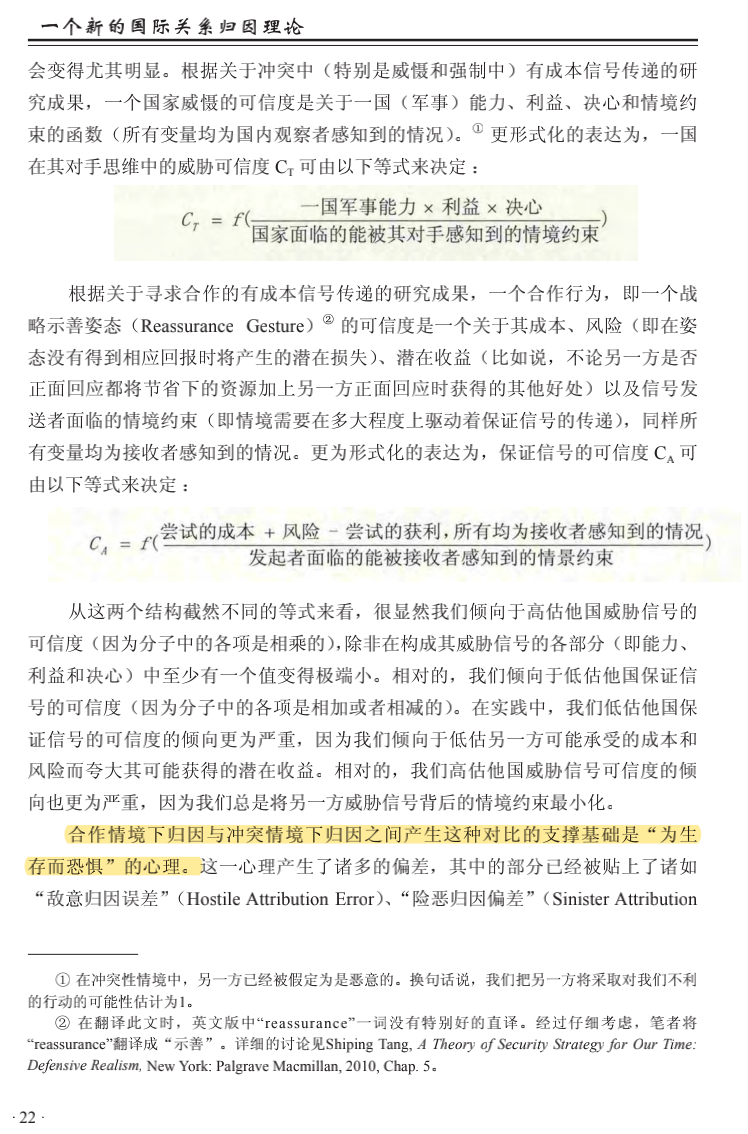 一个新的国际关系归因理论
会变得尤其明显。根据关于冲突中（特别是威慑和强制中）有成本信号传递的研
究成果，一个国家威慑的可信度是关于一国（军事）能力、利益、决心和情境约
束的函数（所有变量均为国内观察者感知到的情况）。① 更形式化的表达为，一国
在其对手思维中的威胁可信度 C_T 可由以下等式来决定：
C_T = f(一国军事能力 × 利益 × 决心)
国家面临的能被其对手感知到的情境约束
根据关于寻求合作的有成本信号传递的研究成果，一个合作行为，即一个战
略示善姿态（Reassurance Gesture）② 的可信度是一个关于其成本、风险（即在姿
态没有得到相应回报时将产生的潜在损失）、潜在收益（比如说，不论另一方是否
正面回应都将节省下的资源加上另一方正面回应时获得的其他好处）以及信号发
送者面临的情境约束（即情境需要在多大程度上驱动着保证信号的传递），同样所
有变量均为接收者感知到的情况。更为形式化的表达为，保证信号的可信度 C_A 可
由以下等式来决定：
C_A = f(尝试的成本 + 风险 - 尝试的获利，所有均为接收者感知到的情况)
发起者面临的能被接收者感知到的情景约束
从这两个结构截然不同的等式来看，很显然我们倾向于高估他国威胁信号的
可信度（因为分子中的各项是相乘的），除非在构成其威胁信号的各部分（即能力、
利益和决心）中至少有一个值变得极端小。相对的，我们倾向于低估他国保证信
号的可信度（因为分子中的各项是相加或者相减的）。在实践中，我们低估他国保
证信号的可信度的倾向更为严重，因为我们倾向于低估另一方可能承受的成本和
风险而夸大其可能获得的潜在收益。相对的，我们高估他国威胁信号可信度的倾
向也更为严重，因为我们总是将另一方威胁信号背后的情境约束最小化。
合作情境下归因与冲突情境下归因之间产生这种对比的支撑基础是“为生
存而恐惧”的心理。这一心理产生了诸多的偏差，其中的部分已经被贴上了诸如
“敌意归因误差”（Hostile Attribution Error）、“险恶归因偏差”（Sinister Attribution
① 在冲突性情境中，另一方已经被假定为是恶意的。换句话说，我们把另一方将采取对我们不利
的行动的可能性估计为1。
② 在翻译此文时，英文版中“reassurance”一词没有特别好的直译。经过仔细考虑，笔者将
“reassurance”翻译成“示善”。详细的讨论见Shiping Tang, A Theory of Security Strategy for Our Time:
Defensive Realism, New York: Palgrave Macmillan, 2010, Chap. 5。
· 22 ·